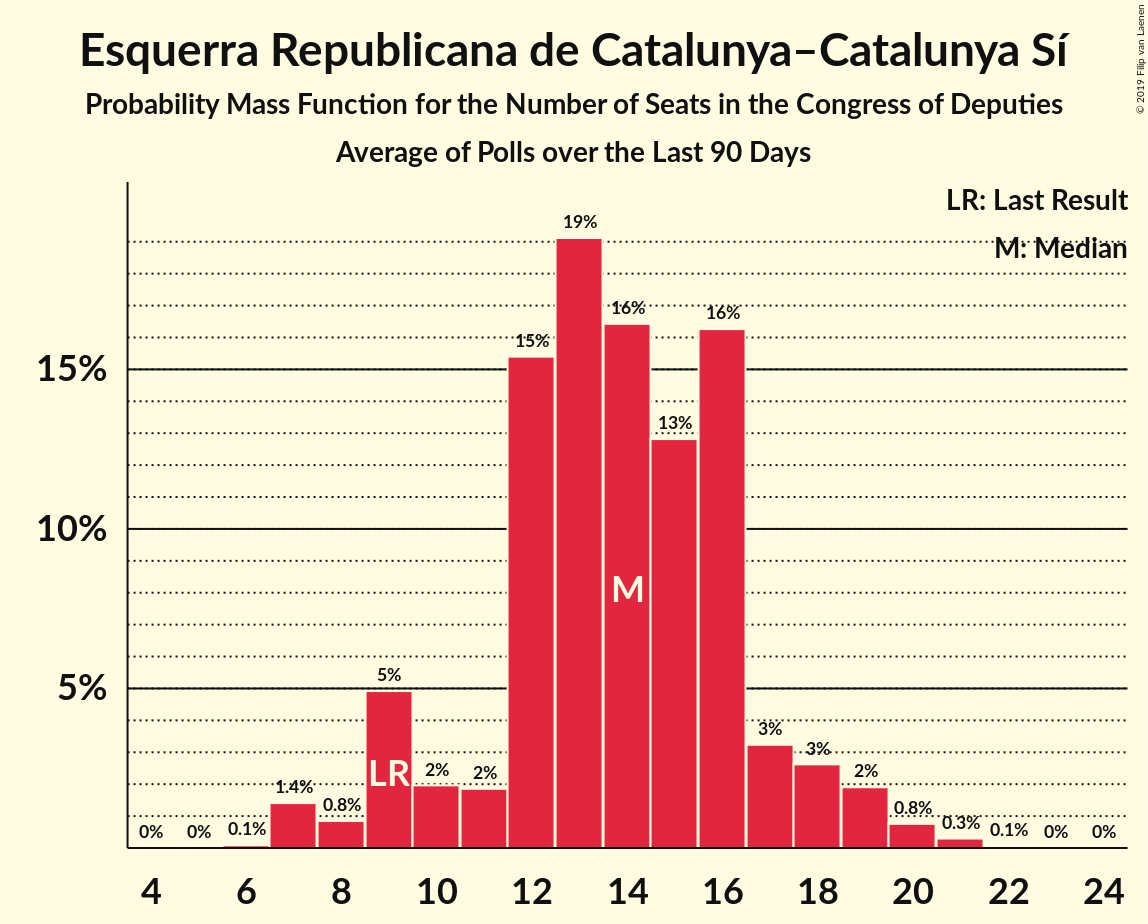 Esquerra Republicana de Catalunya–Catalunya Sí
Probability Mass Function for the Number of Seats in the Congress of Deputies
Average of Polls over the Last 90 Days
© 2019 Filip van Laenen
LR: Last Result
M: Median
19%
16%
16%
15%
15%
13%
10%
M
5%
5%
3%
3%
LR
2%
2%
2%
1.4%
0.8%
0.8%
0.3%
0%
0%
0.1%
0.1%
0%
0%
4 6 8 10 12 14 16 18 20 22 24